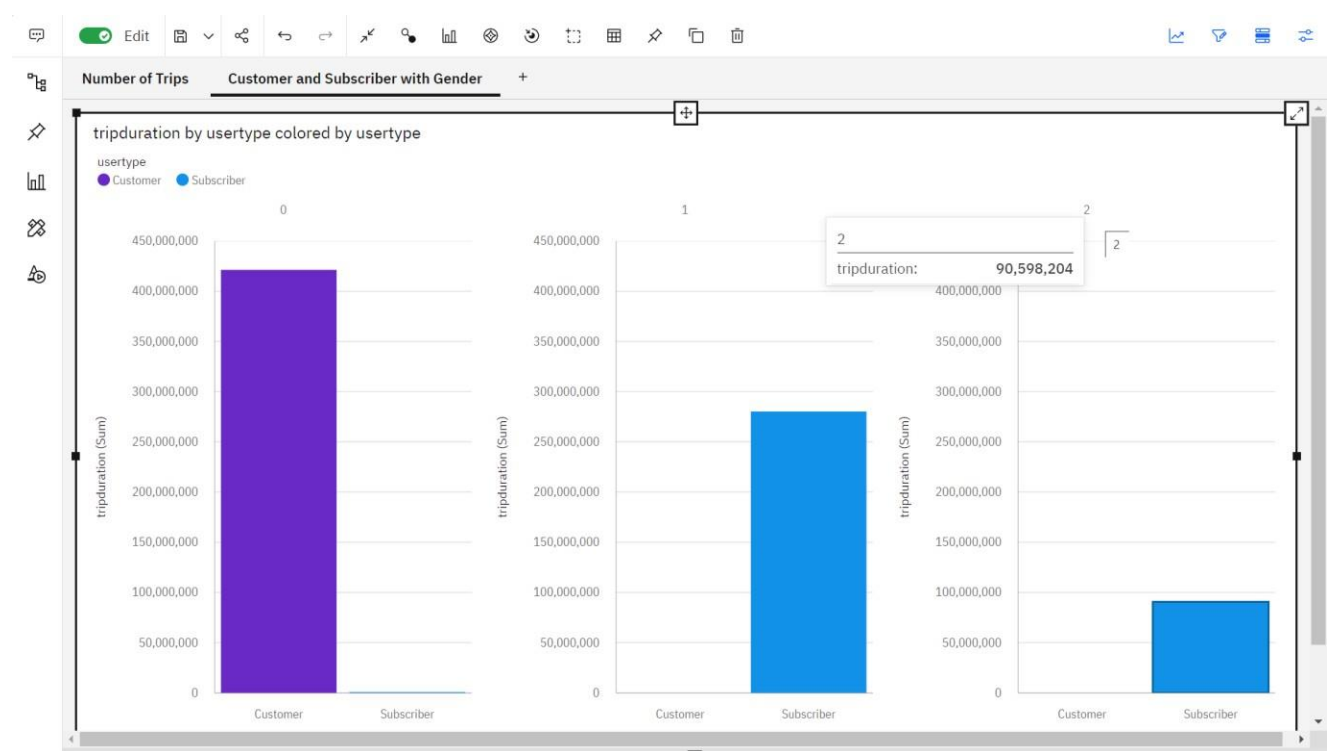 Edit
Number of Trips Customer and Subscriber with Gender +
tripduration by usertype colored by usertype
usertype
Customer Subscriber
0 1 2
450,000,000 450,000,000
2
tripduration: 90,598,204
2
400,000,000 400,000,000 400,000,000
350,000,000 350,000,000 350,000,000
300,000,000 300,000,000 300,000,000
250,000,000 250,000,000 250,000,000
200,000,000 200,000,000 200,000,000
150,000,000 150,000,000 150,000,000
100,000,000 100,000,000 100,000,000
50,000,000 50,000,000 50,000,000
0 0 0
tripduration (Sum) tripduration (Sum) tripduration (Sum)
Customer Subscriber Customer Subscriber Customer Subscriber